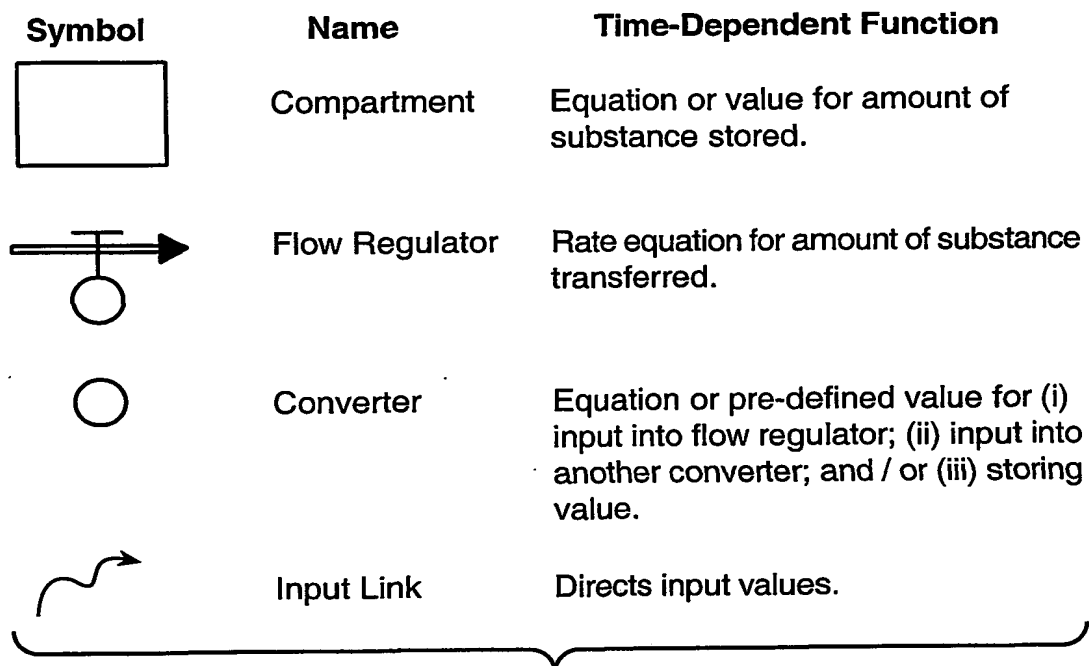 Symbol Name Time-Dependent Function
Compartment Equation or value for amount of
substance stored.
Flow Regulator Rate equation for amount of substance
transferred.
Converter Equation or pre-defined value for (i)
input into flow regulator; (ii) input into
another converter; and / or (iii) storing
value.
Input Link Directs input values.